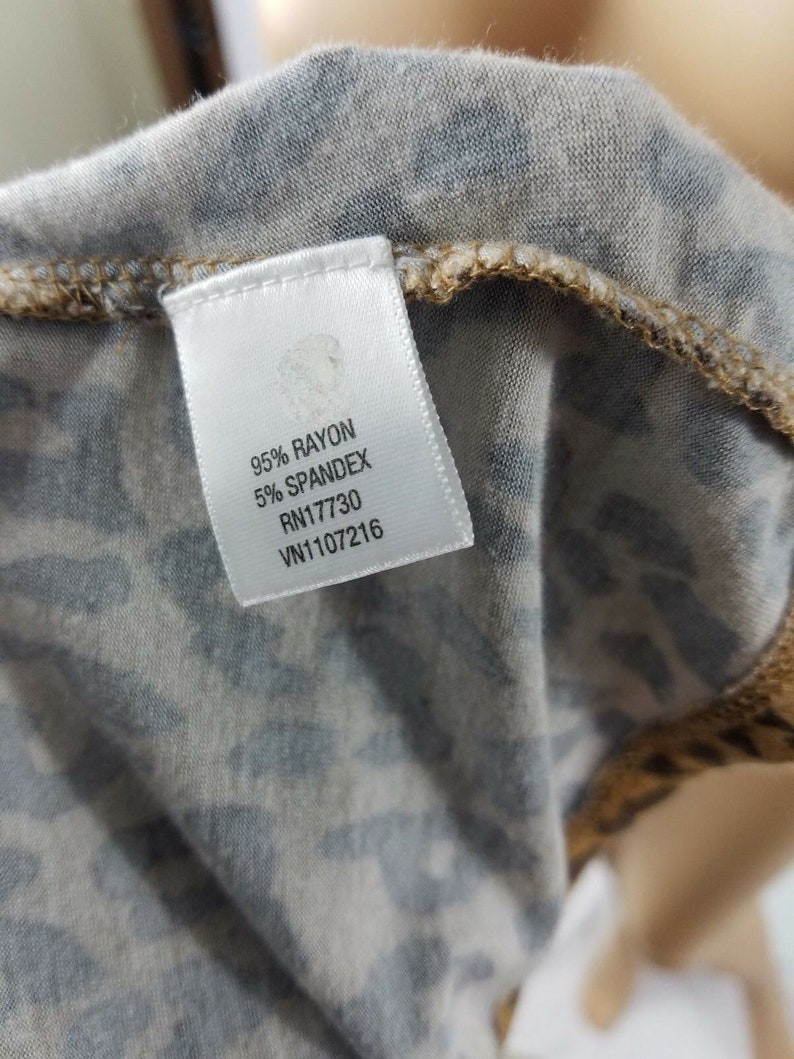 95% RAYON
5% SPANDEX
RN17730
VN1107216